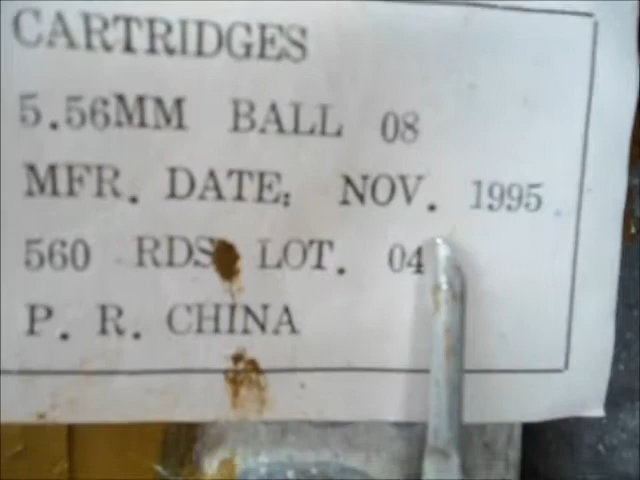 CARTRIDGES
5.56MM BALL 08
MFR. DATE: NOV. 1995
560 RDS LOT. 04
P. R. CHINA